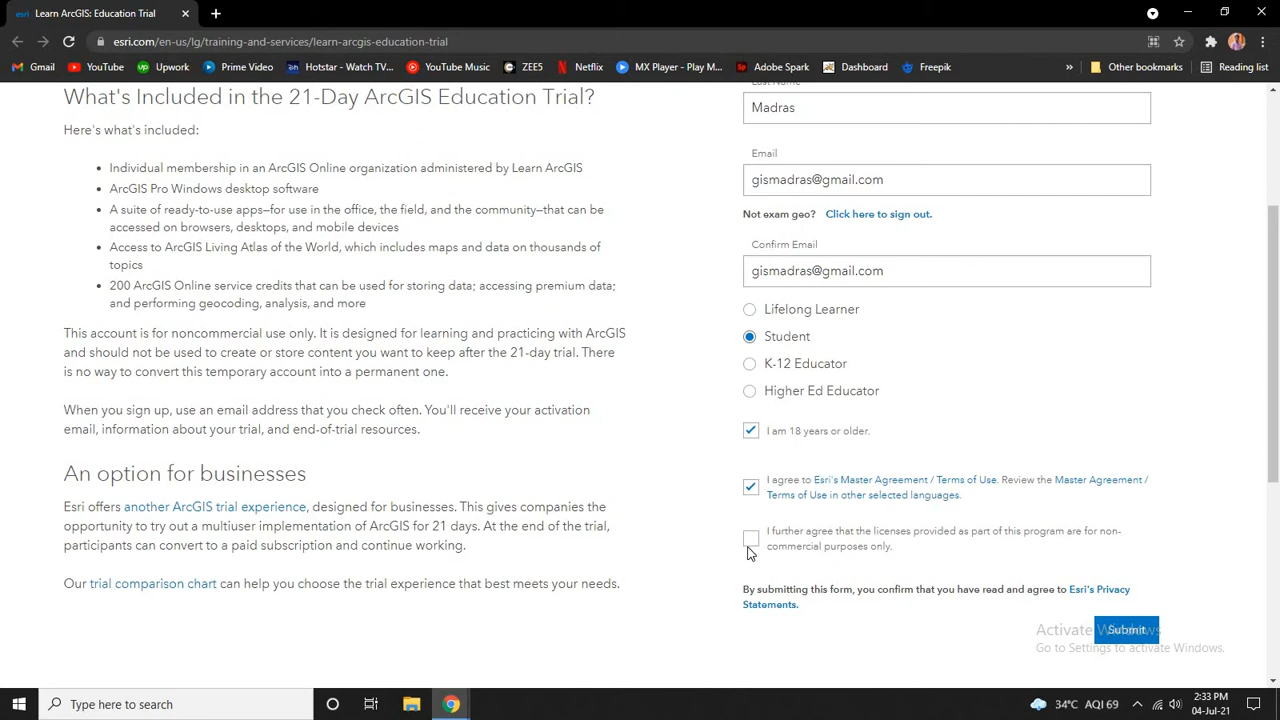 esri Learn ArcGIS: Education Trial
esri.com/en-us/lg/training-and-services/learn-arcgis-education-trial
Gmail YouTube Upwork Prime Video Hotstar - Watch TV... YouTube Music ZEE5 Netflix MX Player - Play M... Adobe Spark Dashboard Freepik » Other bookmarks Reading list
What's Included in the 21-Day ArcGIS Education Trial?
Here's what's included:
• Individual membership in an ArcGIS Online organization administered by Learn ArcGIS
• ArcGIS Pro Windows desktop software
• A suite of ready-to-use apps—for use in the office, the field, and the community—that can be
accessed on browsers, desktops, and mobile devices
• Access to ArcGIS Living Atlas of the World, which includes maps and data on thousands of
topics
• 200 ArcGIS Online service credits that can be used for storing data; accessing premium data;
and performing geocoding, analysis, and more
This account is for noncommercial use only. It is designed for learning and practicing with ArcGIS
and should not be used to create or store content you want to keep after the 21-day trial. There
is no way to convert this temporary account into a permanent one.
When you sign up, use an email address that you check often. You'll receive your activation
email, information about your trial, and end-of-trial resources.
An option for businesses
Esri offers another ArcGIS trial experience, designed for businesses. This gives companies the
opportunity to try out a multiuser implementation of ArcGIS for 21 days. At the end of the trial,
participants can convert to a paid subscription and continue working.
Our trial comparison chart can help you choose the trial experience that best meets your needs.
Last Name
Madras
Email
gismadras@gmail.com
Not exam geo? Click here to sign out.
Confirm Email
gismadras@gmail.com
Lifelong Learner
Student
K-12 Educator
Higher Ed Educator
I am 18 years or older.
I agree to Esri's Master Agreement / Terms of Use. Review the Master Agreement /
Terms of Use in other selected languages.
I further agree that the licenses provided as part of this program are for non-
commercial purposes only.
By submitting this form, you confirm that you have read and agree to Esri's Privacy
Statements.
Submit
Activate Windows
Go to Settings to activate Windows.
Type here to search
34°C AQI 69
2:33 PM
04-Jul-21